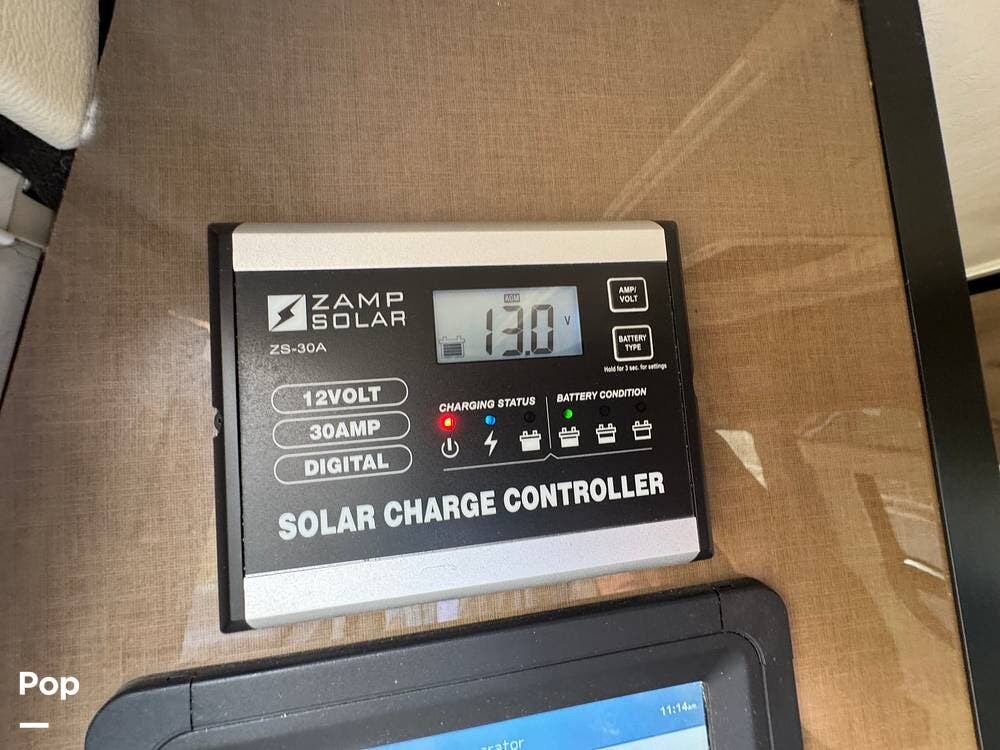 ZAMP
SOLAR
ZS-30A
12VOLT
30AMP
DIGITAL
AGM
13.0 V
AMP/
VOLT
BATTERY
TYPE
Hold for 3 sec. for settings
CHARGING STATUS
BATTERY CONDITION
SOLAR CHARGE CONTROLLER
Pop
11:14am